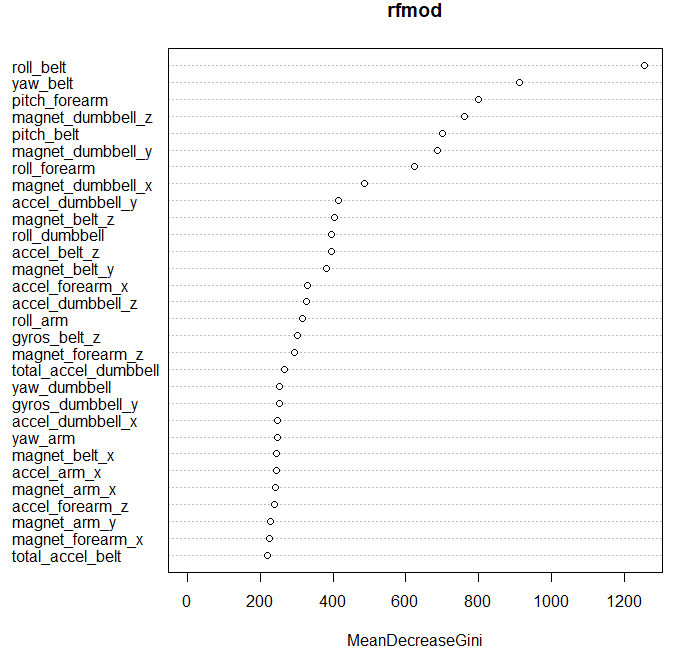 rfmod
roll_belt
yaw_belt
pitch_forearm
magnet_dumbbell_z
pitch_belt
magnet_dumbbell_y
roll_forearm
magnet_dumbbell_x
accel_dumbbell_y
magnet_belt_z
roll_dumbbell
accel_belt_z
magnet_belt_y
accel_forearm_x
accel_dumbbell_z
roll_arm
gyros_belt_z
magnet_forearm_z
total_accel_dumbbell
yaw_dumbbell
gyros_dumbbell_y
accel_dumbbell_x
yaw_arm
magnet_belt_x
accel_arm_x
magnet_arm_x
accel_forearm_z
magnet_arm_y
magnet_forearm_x
total_accel_belt
0 200 400 600 800 1000 1200
MeanDecreaseGini